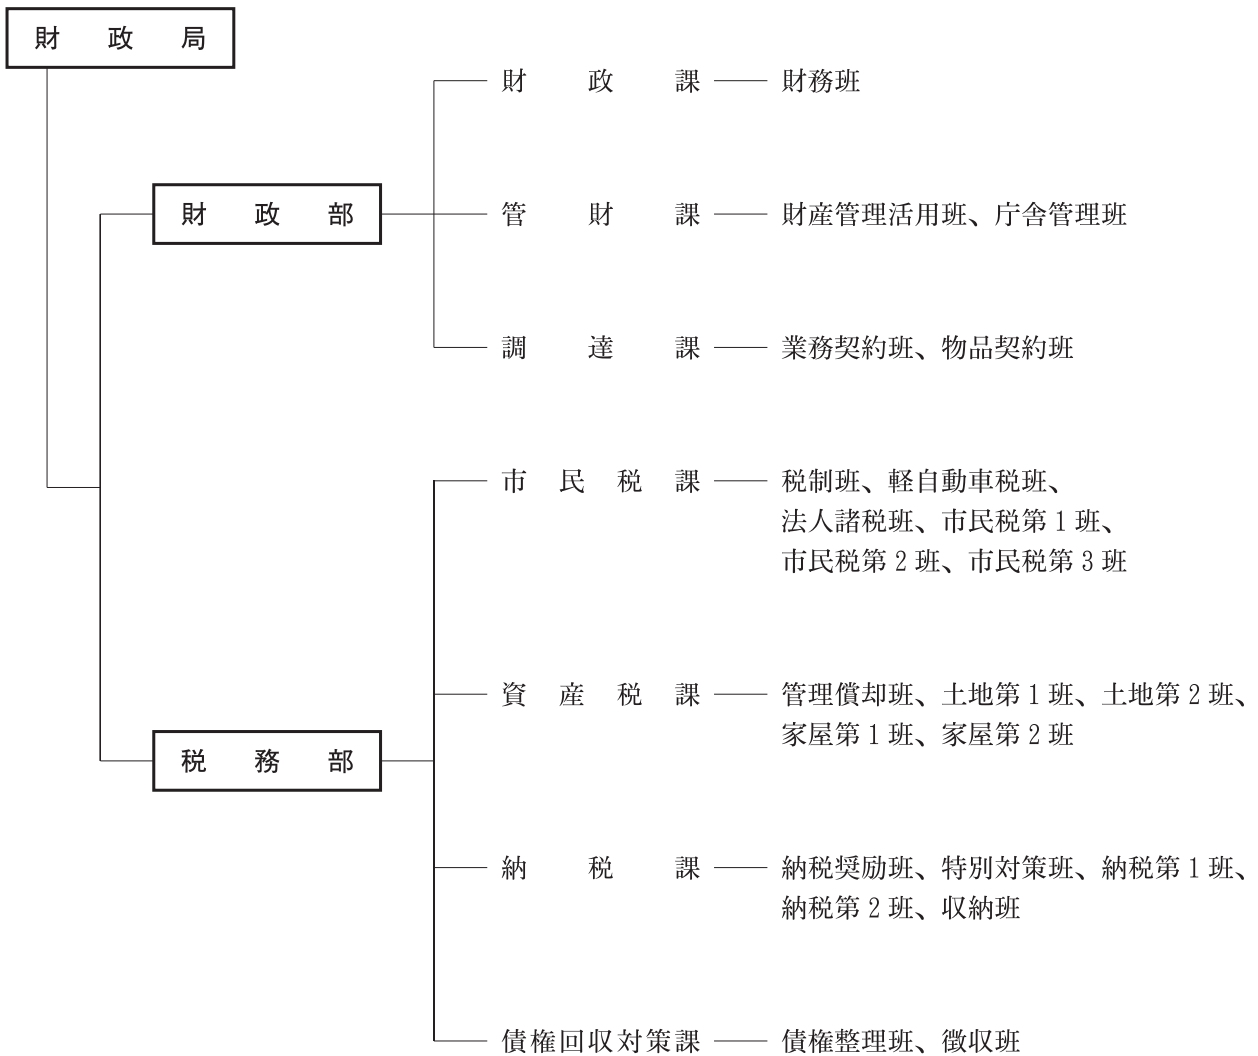 財政局
財政課 財務班
財政部 管財課 財産管理活用班、庁舎管理班
調達課 業務契約班、物品契約班
市民税課 税制班、軽自動車税班、
法人諸税班、市民税第1班、
市民税第2班、市民税第3班
資産税課 管理償却班、土地第1班、土地第2班、
家屋第1班、家屋第2班
税務部
納税課 納税奨励班、特別対策班、納税第1班、
納税第2班、収納班
債権回収対策課 債権整理班、徴収班